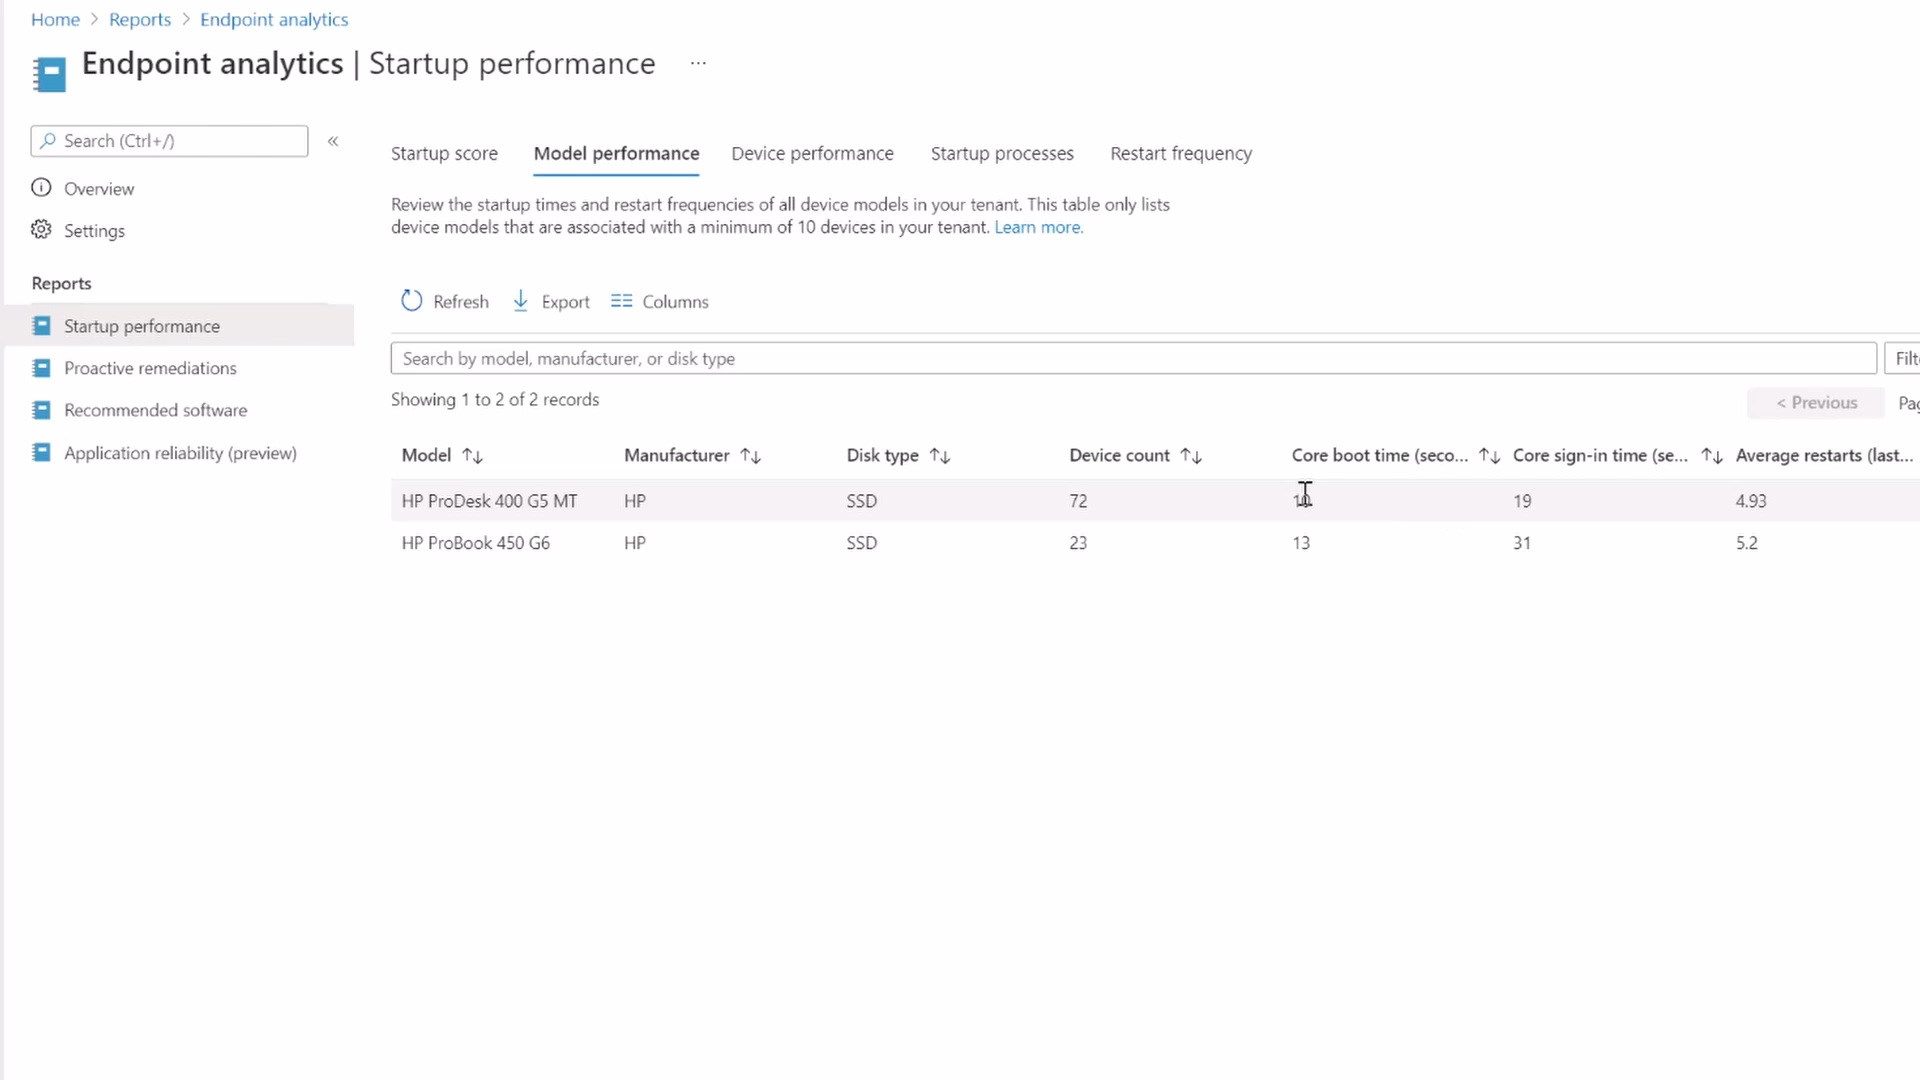 Home > Reports > Endpoint analytics
Endpoint analytics | Startup performance ...
Search (Ctrl+/) «
Overview
Settings
Reports
Startup performance
Proactive remediations
Recommended software
Application reliability (preview)
Startup score Model performance Device performance Startup processes Restart frequency
Review the startup times and restart frequencies of all device models in your tenant. This table only lists
device models that are associated with a minimum of 10 devices in your tenant. Learn more.
Refresh Export Columns
Search by model, manufacturer, or disk type
Showing 1 to 2 of 2 records < Previous
Model Manufacturer Disk type Device count Core boot time (seco... Core sign-in time (se... Average restarts (last...
HP ProDesk 400 G5 MT HP SSD 72 19 4.93
HP ProBook 450 G6 HP SSD 23 13 31 5.2